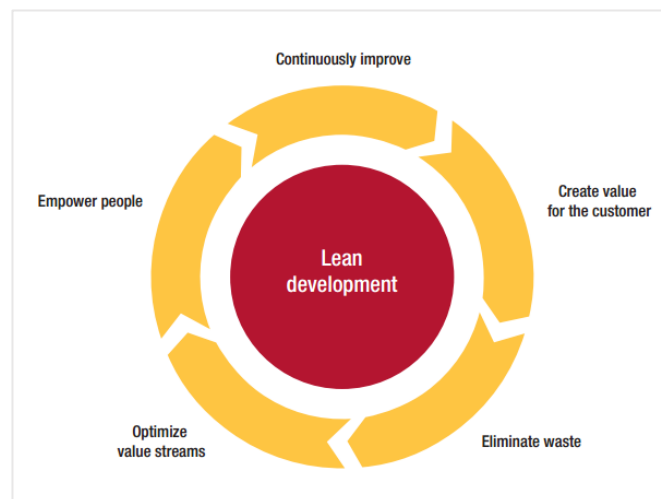 Continuously improve
Create value
for the customer
Eliminate waste
Optimize
value streams
Empower people
Lean
development